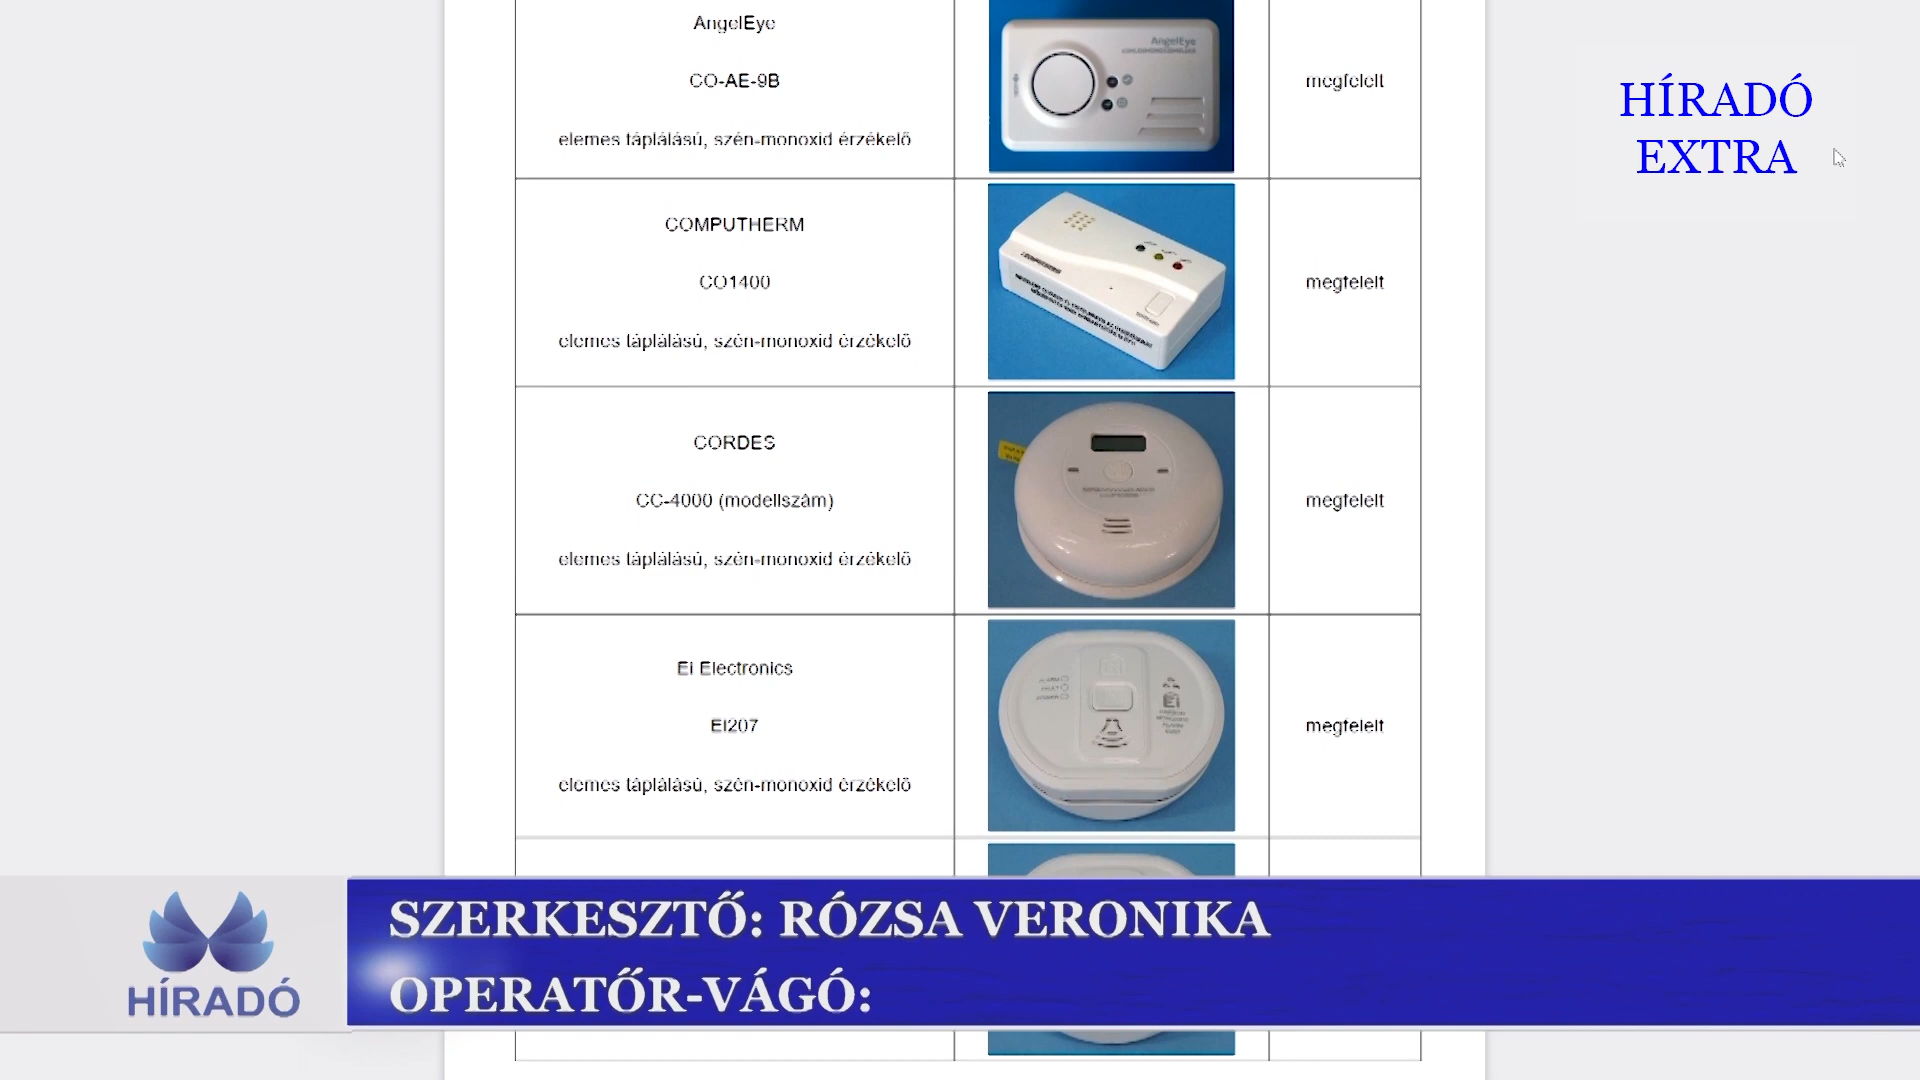 AngelEye
CO-AE-9B
elemes táplálású, szén-monoxid érzékelő
AngelEye
megfelelt
HÍRADÓ
EXTRA
COMPUTHERM
CO1400
elemes táplálású, szén-monoxid érzékelő
megfelelt
CORDES
CC-4000 (modellszám)
elemes táplálású, szén-monoxid érzékelő
megfelelt
Ei Electronics
EI207
elemes táplálású, szén-monoxid érzékelő
Ei
megfelelt
SZERKESZTŐ: RÓZSA VERONIKA
OPERATŐR-VÁGÓ:
HÍRADÓ